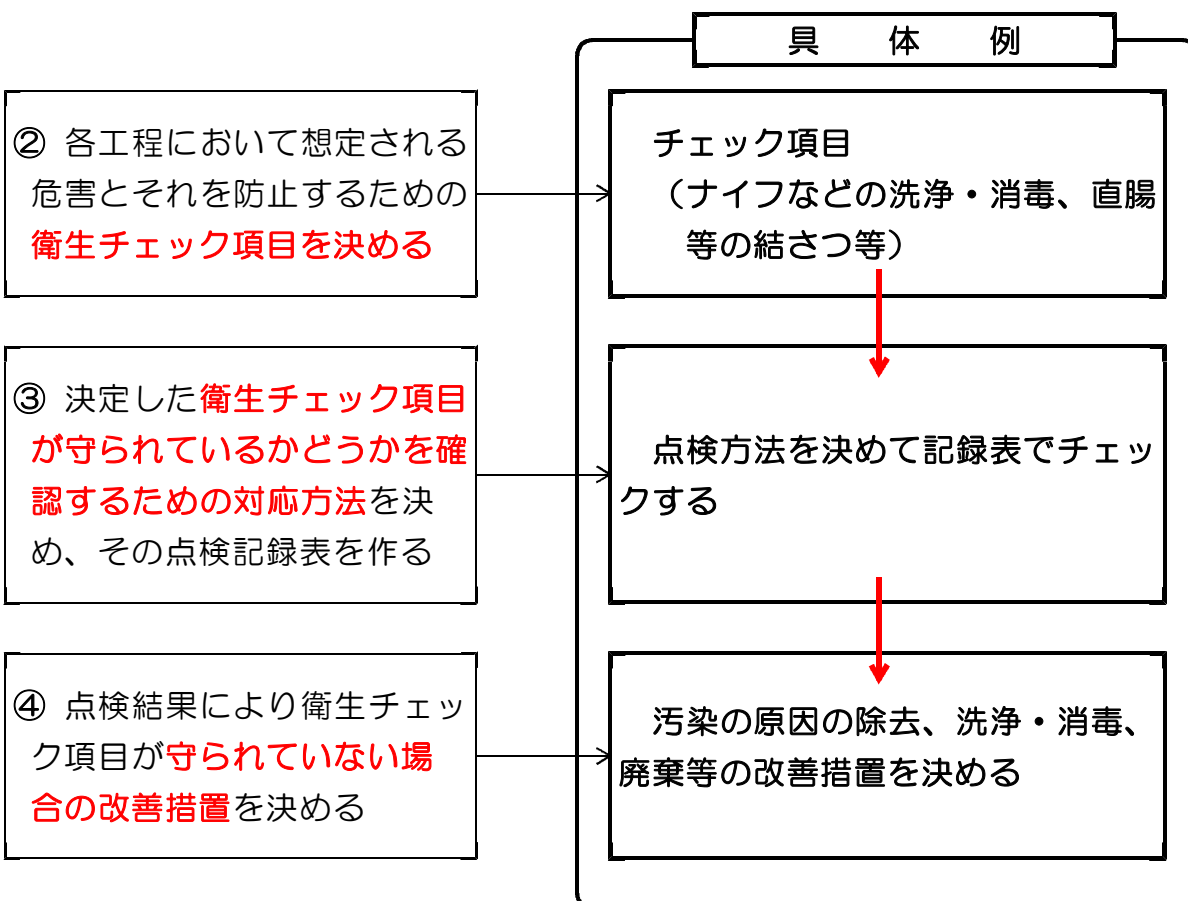 具体例
② 各工程において想定される
危害とそれを防止するための
衛生チェック項目を決める
チェック項目
（ナイフなどの洗浄・消毒、直腸
等の結さつ等）
③ 決定した衛生チェック項目
が守られているかどうかを確
認するための対応方法を決
め、その点検記録表を作る
点検方法を決めて記録表でチェッ
クする
④ 点検結果により衛生チェッ
ク項目が守られていない場
合の改善措置を決める
汚染の原因の除去、洗浄・消毒、
廃棄等の改善措置を決める